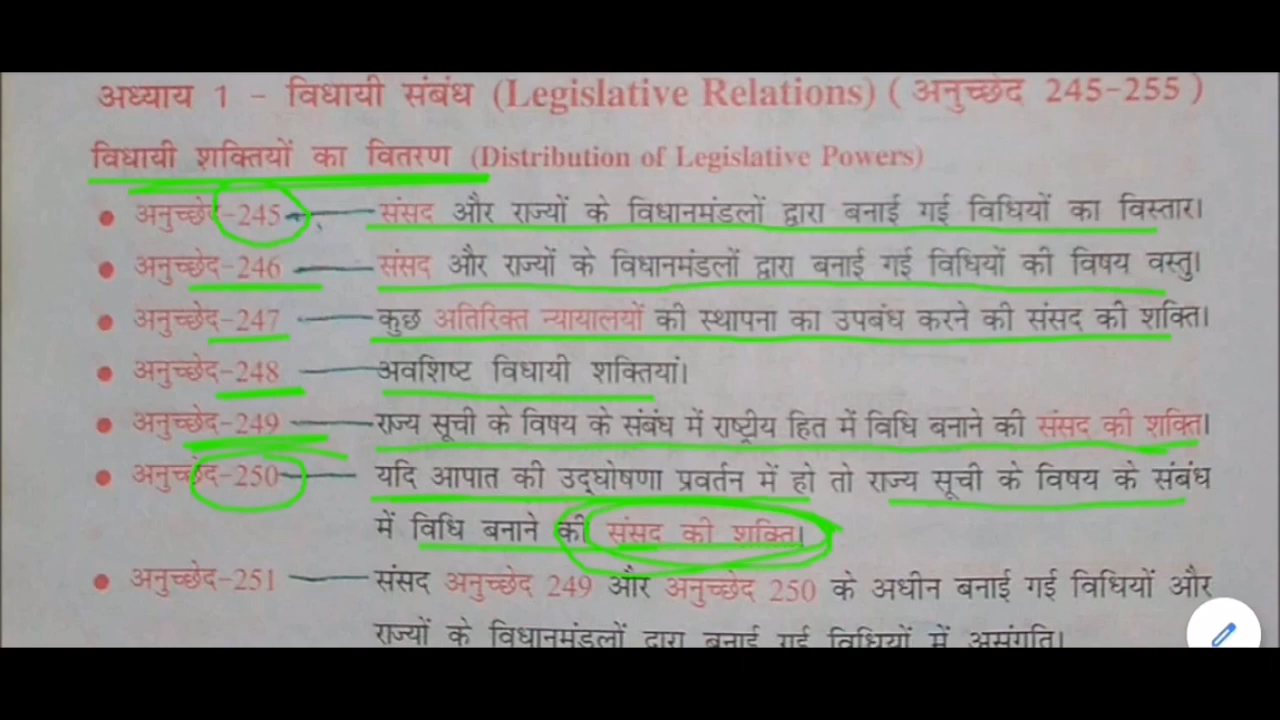 अध्याय 1 - विधायी संबंध (Legislative Relations) ( अनुच्छेद 245-255 )
विधायी शक्तियों का वितरण (Distribution of Legislative Powers)
• अनुच्छेद-245 — संसद और राज्यों के विधानमंडलों द्वारा बनाई गई विधियों का विस्तार।
• अनुच्छेद-246 — संसद और राज्यों के विधानमंडलों द्वारा बनाई गई विधियों की विषय वस्तु।
• अनुच्छेद-247 — कुछ अतिरिक्त न्यायालयों की स्थापना का उपबंध करने की संसद की शक्ति।
• अनुच्छेद-248 — अवशिष्ट विधायी शक्तियां।
• अनुच्छेद-249 — राज्य सूची के विषय के संबंध में राष्ट्रीय हित में विधि बनाने की संसद की शक्ति।
• अनुच्छेद-250 — यदि आपात की उद्घोषणा प्रवर्तन में हो तो राज्य सूची के विषय के संबंध
में विधि बनाने की संसद की शक्ति।
• अनुच्छेद-251 — संसद अनुच्छेद 249 और अनुच्छेद 250 के अधीन बनाई गई विधियों और
राज्यों के विधानमंडलों द्वारा बनाई गई विधियों में असंगति।